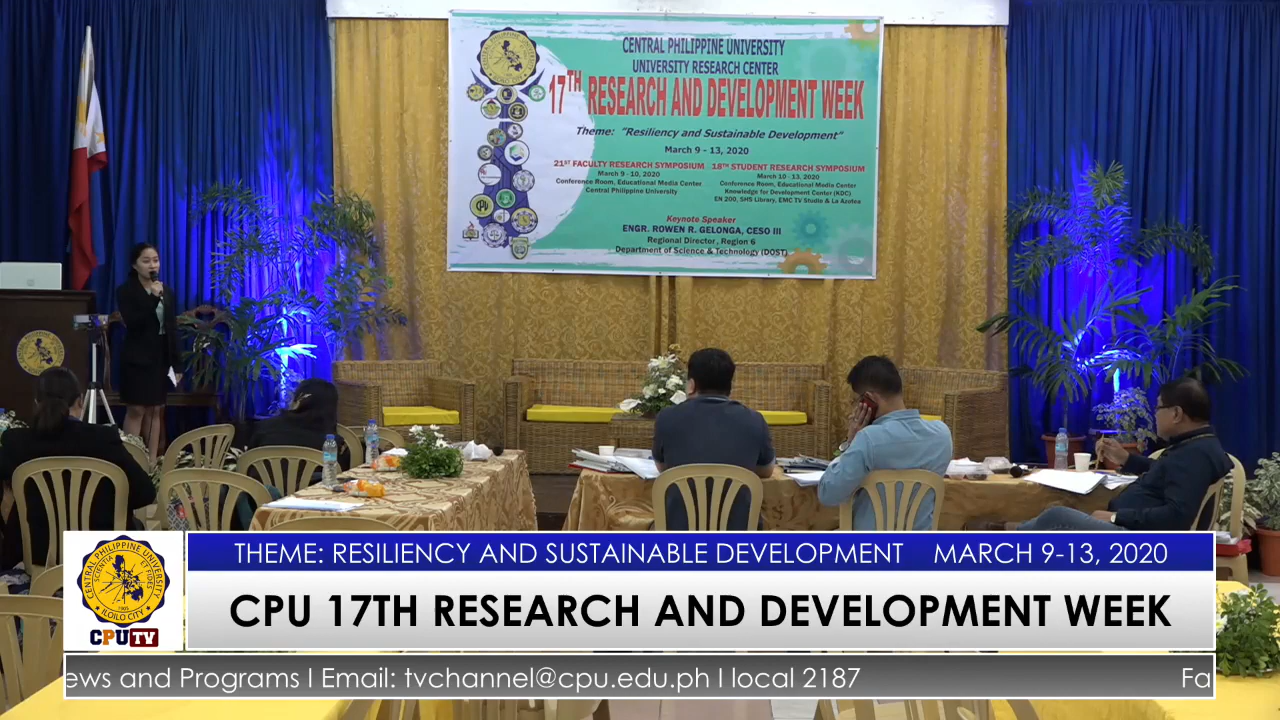 CENTRAL PHILIPPINE UNIVERSITY
UNIVERSITY RESEARCH CENTER
17TH RESEARCH AND DEVELOPMENT WEEK
Theme: "Resiliency and Sustainable Development"
March 9 - 13, 2020
21ST FACULTY RESEARCH SYMPOSIUM
March 9 - 10, 2020
Conference Room, Educational Media Center
Central Philippine University
18TH STUDENT RESEARCH SYMPOSIUM
March 10 - 13, 2020
Conference Room, Educational Media Center
Knowledge for Development Center (KDC)
EN 200, SHS Library, EMC TV Studio & La Azotea
Keynote Speaker
ENGR. ROWEN R. GELONGA, CESO III
Regional Director, Region 6
Department of Science & Technology (DOST)
CPU
CENTRAL PHILIPPINE UNIVERSITY
SCIENTIA ET FIDES
1905
ILOILO CITY
CPUTV
THEME: RESILIENCY AND SUSTAINABLE DEVELOPMENT MARCH 9-13, 2020
CPU 17TH RESEARCH AND DEVELOPMENT WEEK
ews and Programs l Email: tvchannel@cpu.edu.ph l local 2187 Fa